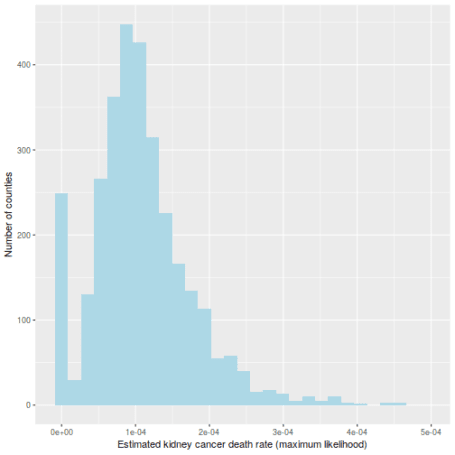 Number of counties
400
300
200
100
0
0e+00 1e-04 2e-04 3e-04 4e-04 5e-04
Estimated kidney cancer death rate (maximum likelihood)